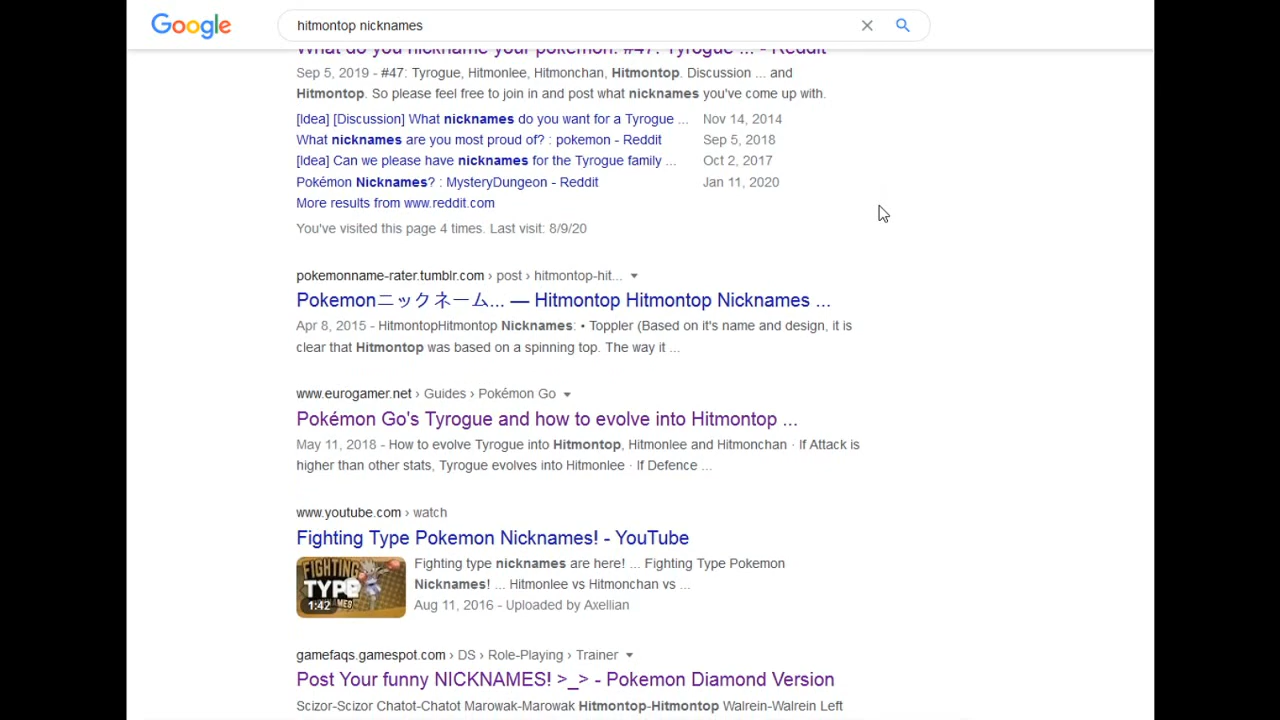 Google
hitmontop nicknames
What do you nickname your pokemon: #47: Tyrogue ... - Reddit
Sep 5, 2019 - #47: Tyrogue, Hitmonlee, Hitmonchan, Hitmontop. Discussion ... and
Hitmontop. So please feel free to join in and post what nicknames you've come up with.
[Idea] [Discussion] What nicknames do you want for a Tyrogue ... Nov 14, 2014
What nicknames are you most proud of? : pokemon - Reddit Sep 5, 2018
[Idea] Can we please have nicknames for the Tyrogue family ... Oct 2, 2017
Pokémon Nicknames? : MysteryDungeon - Reddit Jan 11, 2020
More results from www.reddit.com
You've visited this page 4 times. Last visit: 8/9/20
pokemonname-rater.tumblr.com › post › hitmontop-hit...
Pokemonニックネーム... — Hitmontop Hitmontop Nicknames ...
Apr 8, 2015 - HitmontopHitmontop Nicknames: • Toppler (Based on it's name and design, it is
clear that Hitmontop was based on a spinning top. The way it ...
www.eurogamer.net › Guides › Pokémon Go
Pokémon Go's Tyrogue and how to evolve into Hitmontop ...
May 11, 2018 - How to evolve Tyrogue into Hitmontop, Hitmonlee and Hitmonchan · If Attack is
higher than other stats, Tyrogue evolves into Hitmonlee · If Defence ...
www.youtube.com › watch
Fighting Type Pokemon Nicknames! - YouTube
FIGHTING
TYPE
NAMES
1:42
Fighting type nicknames are here! ... Fighting Type Pokemon
Nicknames! ... Hitmonlee vs Hitmonchan vs ...
Aug 11, 2016 - Uploaded by Axellian
gamefaqs.gamespot.com › DS › Role-Playing › Trainer
Post Your funny NICKNAMES! >_> - Pokemon Diamond Version
Scizor-Scizor Chatot-Chatot Marowak-Marowak Hitmontop-Hitmontop Walrein-Walrein Left